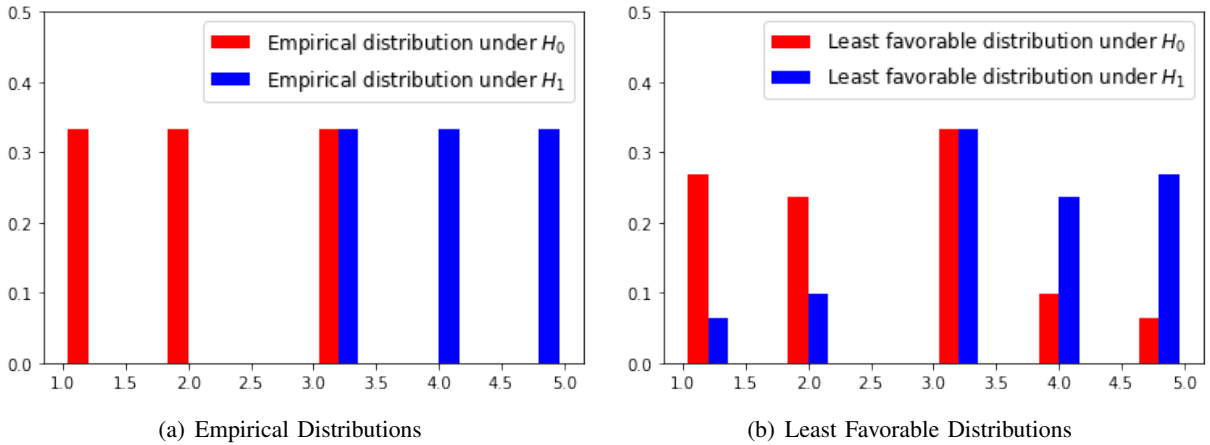 0.5
0.4
0.3
0.2
0.1
0.0
1.0 1.5 2.0 2.5 3.0 3.5 4.0 4.5 5.0
Empirical distribution under H₀
Empirical distribution under H₁
(a) Empirical Distributions
0.5
0.4
0.3
0.2
0.1
0.0
1.0 1.5 2.0 2.5 3.0 3.5 4.0 4.5 5.0
Least favorable distribution under H₀
Least favorable distribution under H₁
(b) Least Favorable Distributions